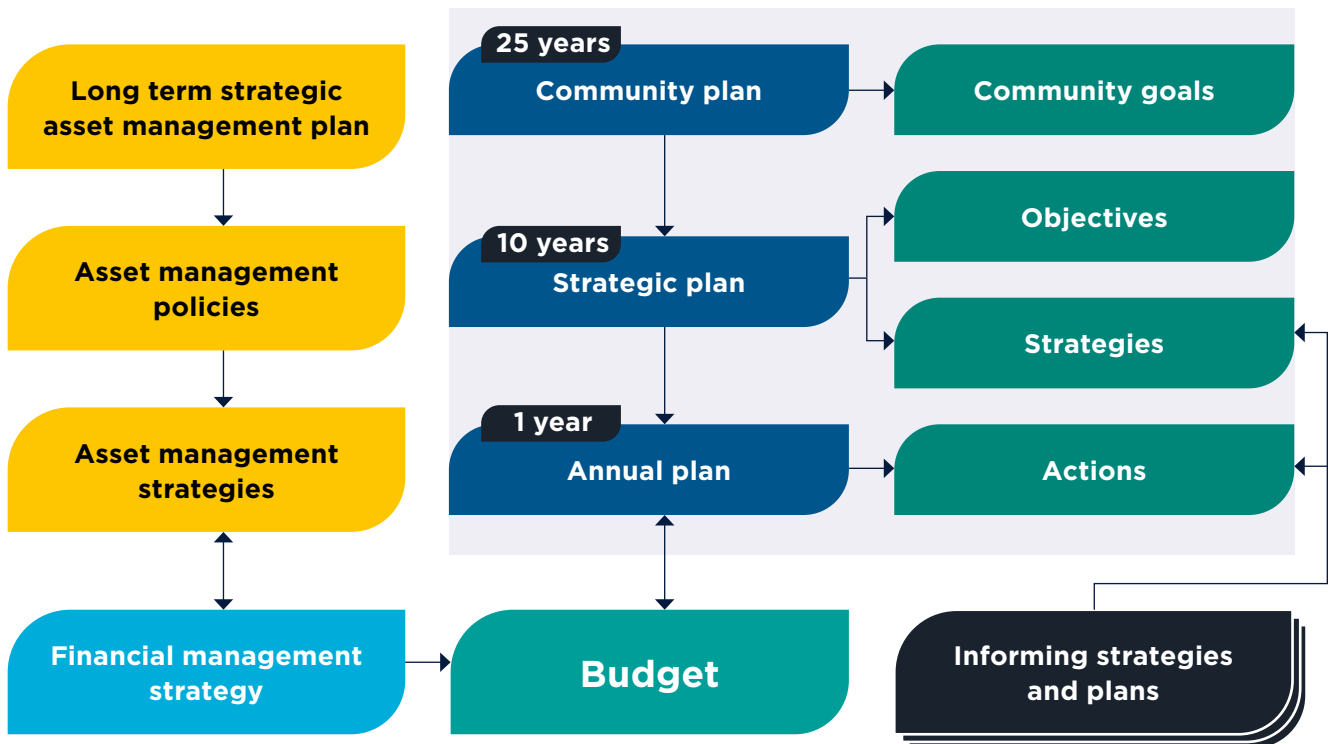 Long term strategic
asset management plan
Asset management
policies
Asset management
strategies
Financial management
strategy
25 years
Community plan
Community goals
10 years
Strategic plan
Objectives
Strategies
1 year
Annual plan
Actions
Budget
Informing strategies
and plans